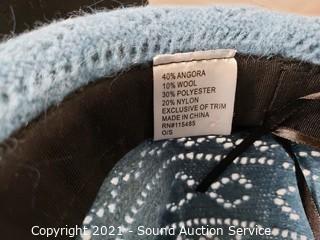 40% ANGORA
10% WOOL
30% POLYESTER
20% NYLON
EXCLUSIVE OF TRIM
MADE IN CHINA
RN#115485
O/S
Copyright 2021 - Sound Auction Service